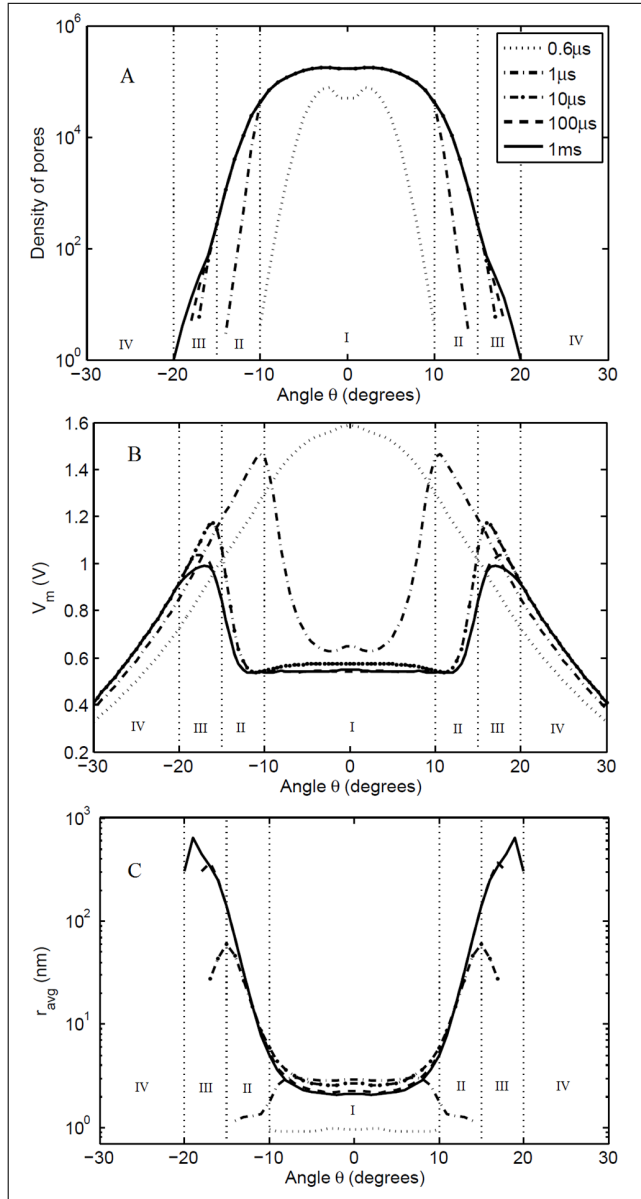 A
0.6μs
1μs
10μs
100μs
1ms
10^6
10^4
10^2
10^0
Density of pores
IV III II I II III IV
−30 −20 −10 0 10 20 30
Angle θ (degrees)
B
1.6
1.4
1.2
1
0.8
0.6
0.4
0.2
V_m (V)
IV III II I II III IV
−30 −20 −10 0 10 20 30
Angle θ (degrees)
C
10^3
10^2
10^1
10^0
r_avg (nm)
IV III II I II III IV
−30 −20 −10 0 10 20 30
Angle θ (degrees)